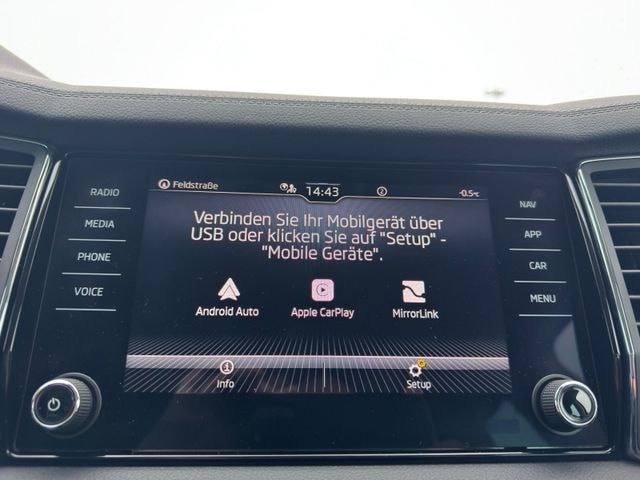 Feldstraße 14:43 2 -0.5°C
RADIO
MEDIA
PHONE
VOICE
Verbinden Sie Ihr Mobilgerät über
USB oder klicken Sie auf "Setup" -
"Mobile Geräte".
Android Auto Apple CarPlay MirrorLink
Info Setup
NAV
APP
CAR
MENU